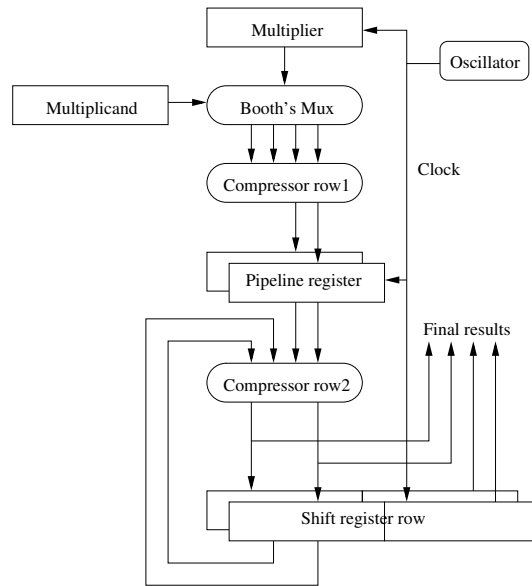 Multiplier
Oscillator
Multiplicand
Booth's Mux
Clock
Compressor row1
Pipeline register
Final results
Compressor row2
Shift register row